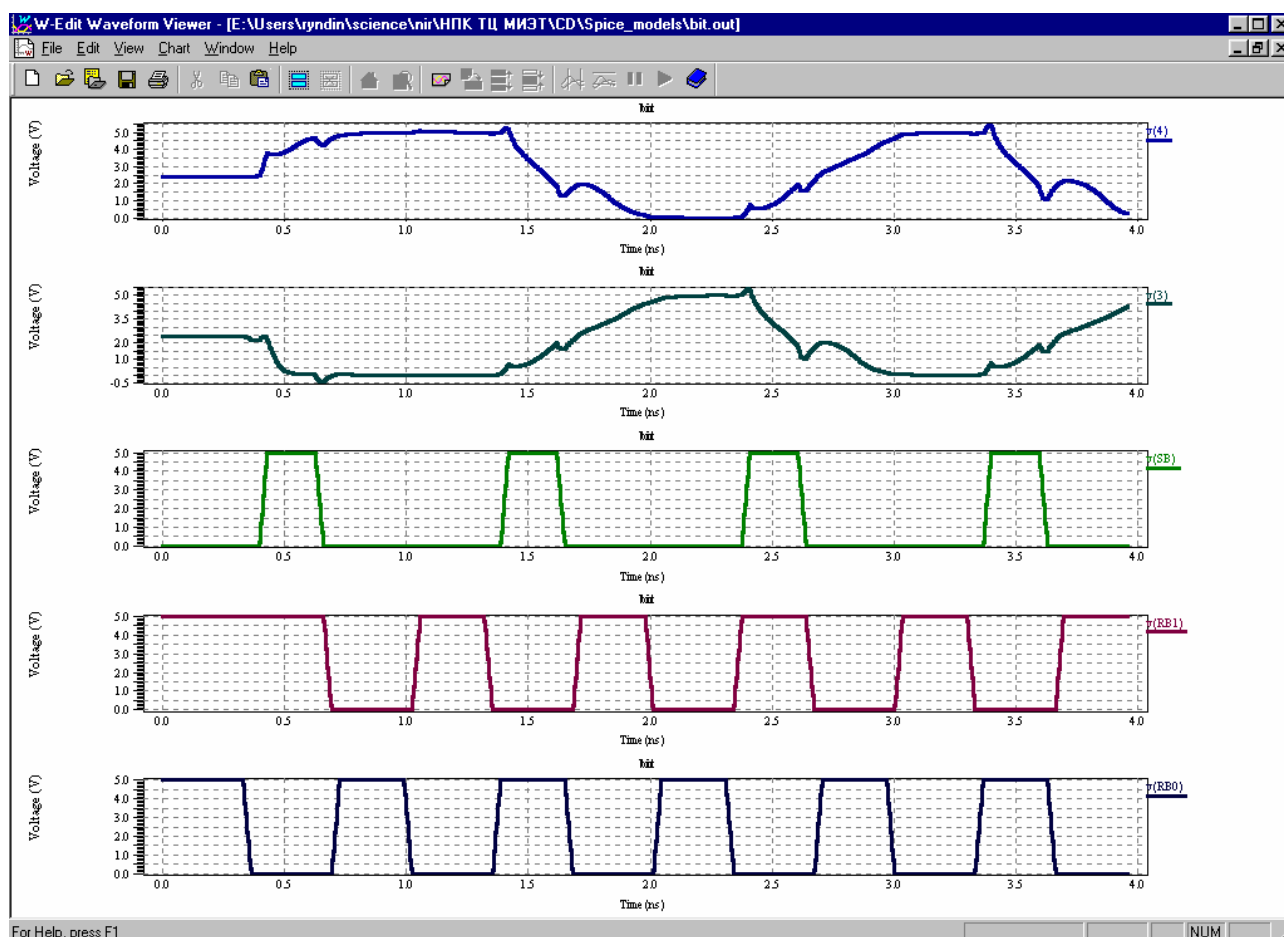 W-Edit Waveform Viewer - [E:\Users\ryndin\science\nir\НПК ТЦ МИЭТ\CD\Spice_models\bit.out]
File Edit View Chart Window Help
bit
Voltage (V)
5.0
4.0
3.0
2.0
1.0
0.0
v(4)
0.0 0.5 1.0 1.5 2.0 2.5 3.0 3.5 4.0
Time (ns)
bit
Voltage (V)
5.0
3.5
2.0
1.0
-0.5
v(3)
0.0 0.5 1.0 1.5 2.0 2.5 3.0 3.5 4.0
Time (ns)
bit
Voltage (V)
5.0
4.0
3.0
2.0
1.0
0.0
v(SB)
0.0 0.5 1.0 1.5 2.0 2.5 3.0 3.5 4.0
Time (ns)
bit
Voltage (V)
5.0
4.0
3.0
2.0
1.0
0.0
v(RB1)
0.0 0.5 1.0 1.5 2.0 2.5 3.0 3.5 4.0
Time (ns)
bit
Voltage (V)
5.0
4.0
3.0
2.0
1.0
0.0
v(RB0)
0.0 0.5 1.0 1.5 2.0 2.5 3.0 3.5 4.0
Time (ns)
For Help, press F1
NUM